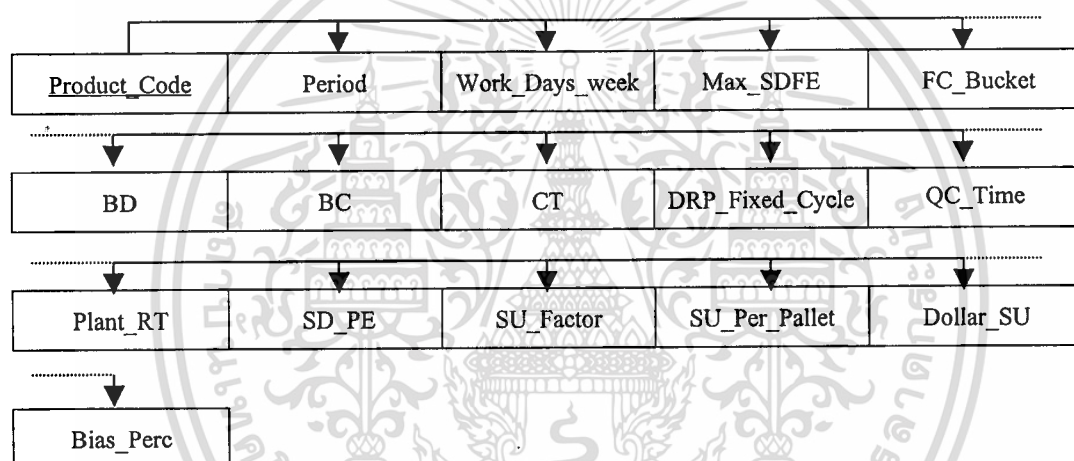 Product_Code Period Work_Days_week Max_SDFE FC_Bucket
BD BC CT DRP_Fixed_Cycle QC_Time
Plant_RT SD_PE SU_Factor SU_Per_Pallet Dollar_SU
Bias_Perc